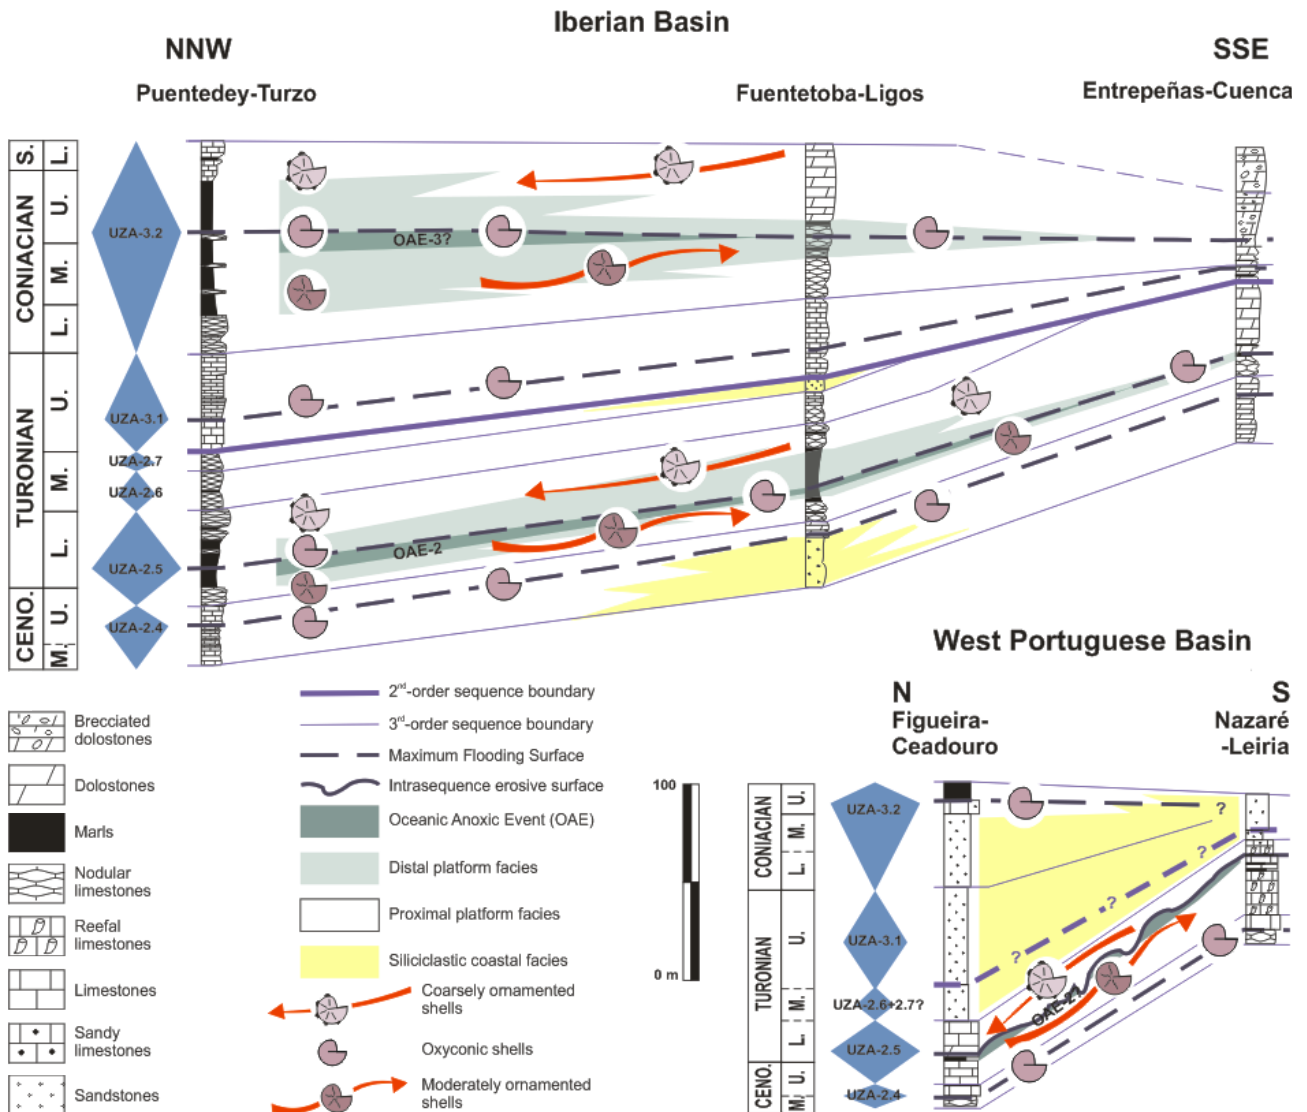 Iberian Basin
NNW
SSE
Puentedey-Turzo
Fuentetoba-Ligos
Entrepeñas-Cuenca
S.
L.
CONIACIAN
U.
M.
L.
TURONIAN
U.
M.
L.
CENO.
U.
M.
UZA-3.2
UZA-3.1
UZA-2.7
UZA-2.6
UZA-2.5
UZA-2.4
OAE-3?
OAE-2
West Portuguese Basin
N
S
Figueira-
Ceadouro
Nazaré
-Leiria
Brecciated
dolostones
Dolostones
Marls
Nodular
limestones
Reefal
limestones
Limestones
Sandy
limestones
Sandstones
2nd-order sequence boundary
3rd-order sequence boundary
Maximum Flooding Surface
Intrasequence erosive surface
Oceanic Anoxic Event (OAE)
Distal platform facies
Proximal platform facies
Siliciclastic coastal facies
Coarsely ornamented
shells
Oxyconic shells
Moderately ornamented
shells
100
0 m
CONIACIAN
U.
M.
L.
TURONIAN
U.
M.
L.
CENO.
U.
M.
UZA-3.2
UZA-3.1
UZA-2.6+2.7?
UZA-2.5
UZA-2.4
?
?
?
?
OAE-2?